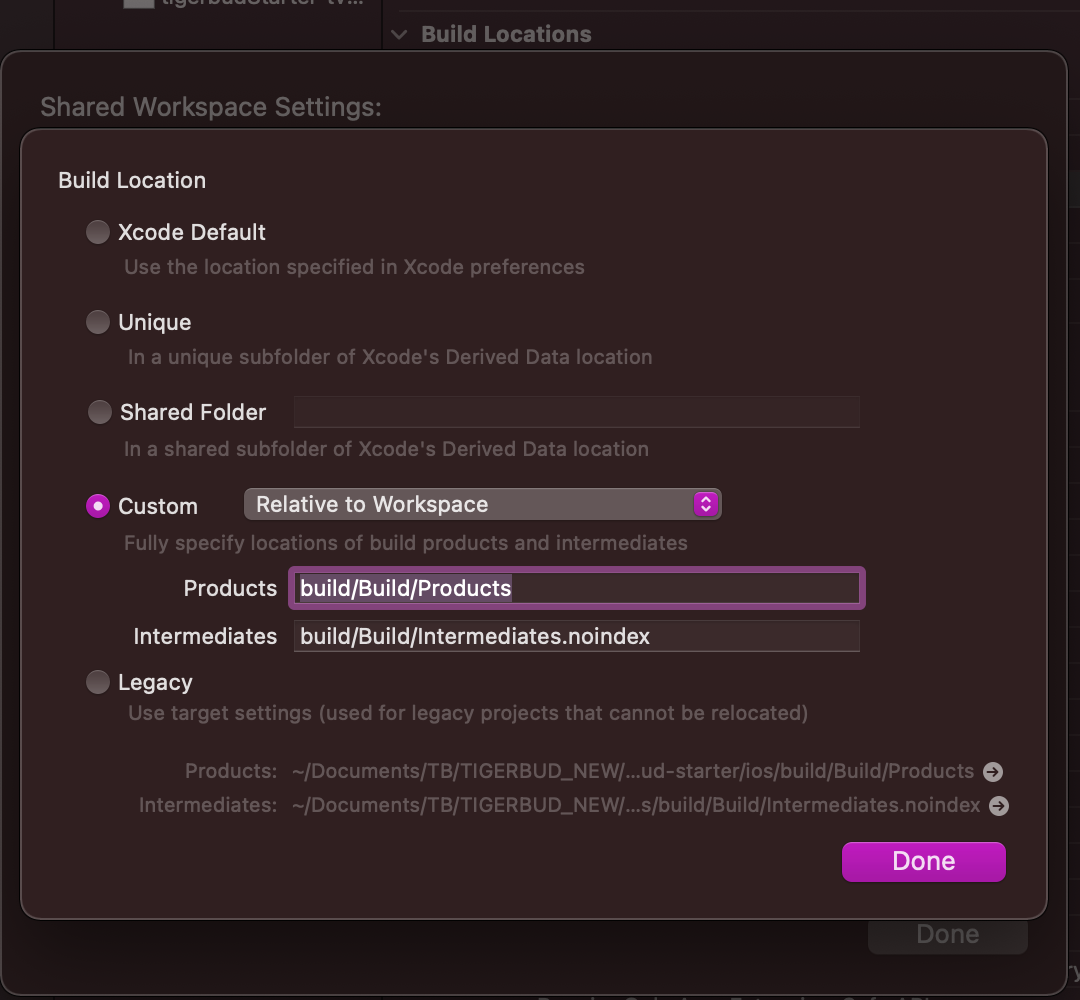 Build Locations
Shared Workspace Settings:
Build Location
Xcode Default
Use the location specified in Xcode preferences
Unique
In a unique subfolder of Xcode's Derived Data location
Shared Folder
In a shared subfolder of Xcode's Derived Data location
Custom Relative to Workspace
Fully specify locations of build products and intermediates
Products build/Build/Products
Intermediates build/Build/Intermediates.noindex
Legacy
Use target settings (used for legacy projects that cannot be relocated)
Products: ~/Documents/TB/TIGERBUD_NEW/...ud-starter/ios/build/Build/Products
Intermediates: ~/Documents/TB/TIGERBUD_NEW/...s/build/Build/Intermediates.noindex
Done
Done